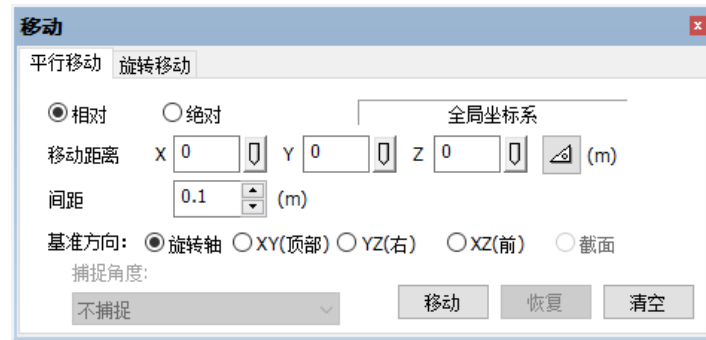 移动
平行移动 旋转移动
相对 绝对 全局坐标系
移动距离 X 0 Y 0 Z 0 (m)
间距 0.1 (m)
基准方向: 旋转轴 XY(顶部) YZ(右) XZ(前) 截面
捕捉角度:
不捕捉 移动 恢复 清空